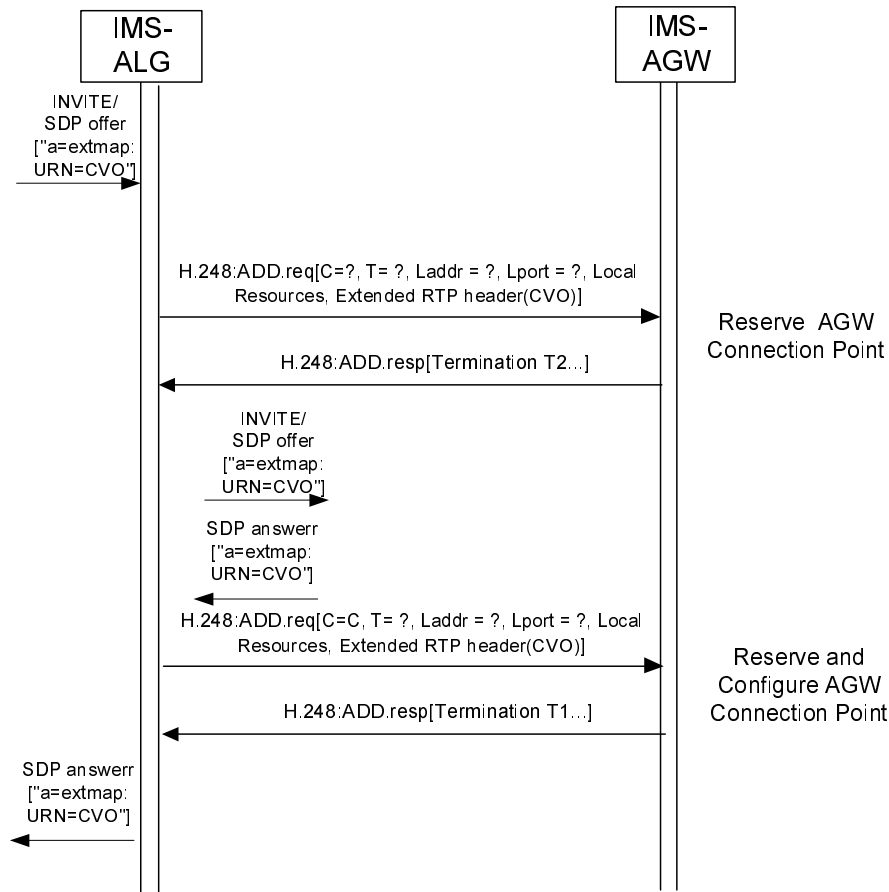 IMS-
ALG
IMS-
AGW
INVITE/
SDP offer
["a=extmap:
URN=CVO"]
H.248:ADD.req[C=?, T= ?, Laddr = ?, Lport = ?, Local
Resources, Extended RTP header(CVO)]
Reserve AGW
Connection Point
H.248:ADD.resp[Termination T2...]
INVITE/
SDP offer
["a=extmap:
URN=CVO"]
SDP answerr
["a=extmap:
URN=CVO"]
H.248:ADD.req[C=C, T= ?, Laddr = ?, Lport = ?, Local
Resources, Extended RTP header(CVO)]
Reserve and
Configure AGW
Connection Point
H.248:ADD.resp[Termination T1...]
SDP answerr
["a=extmap:
URN=CVO"]